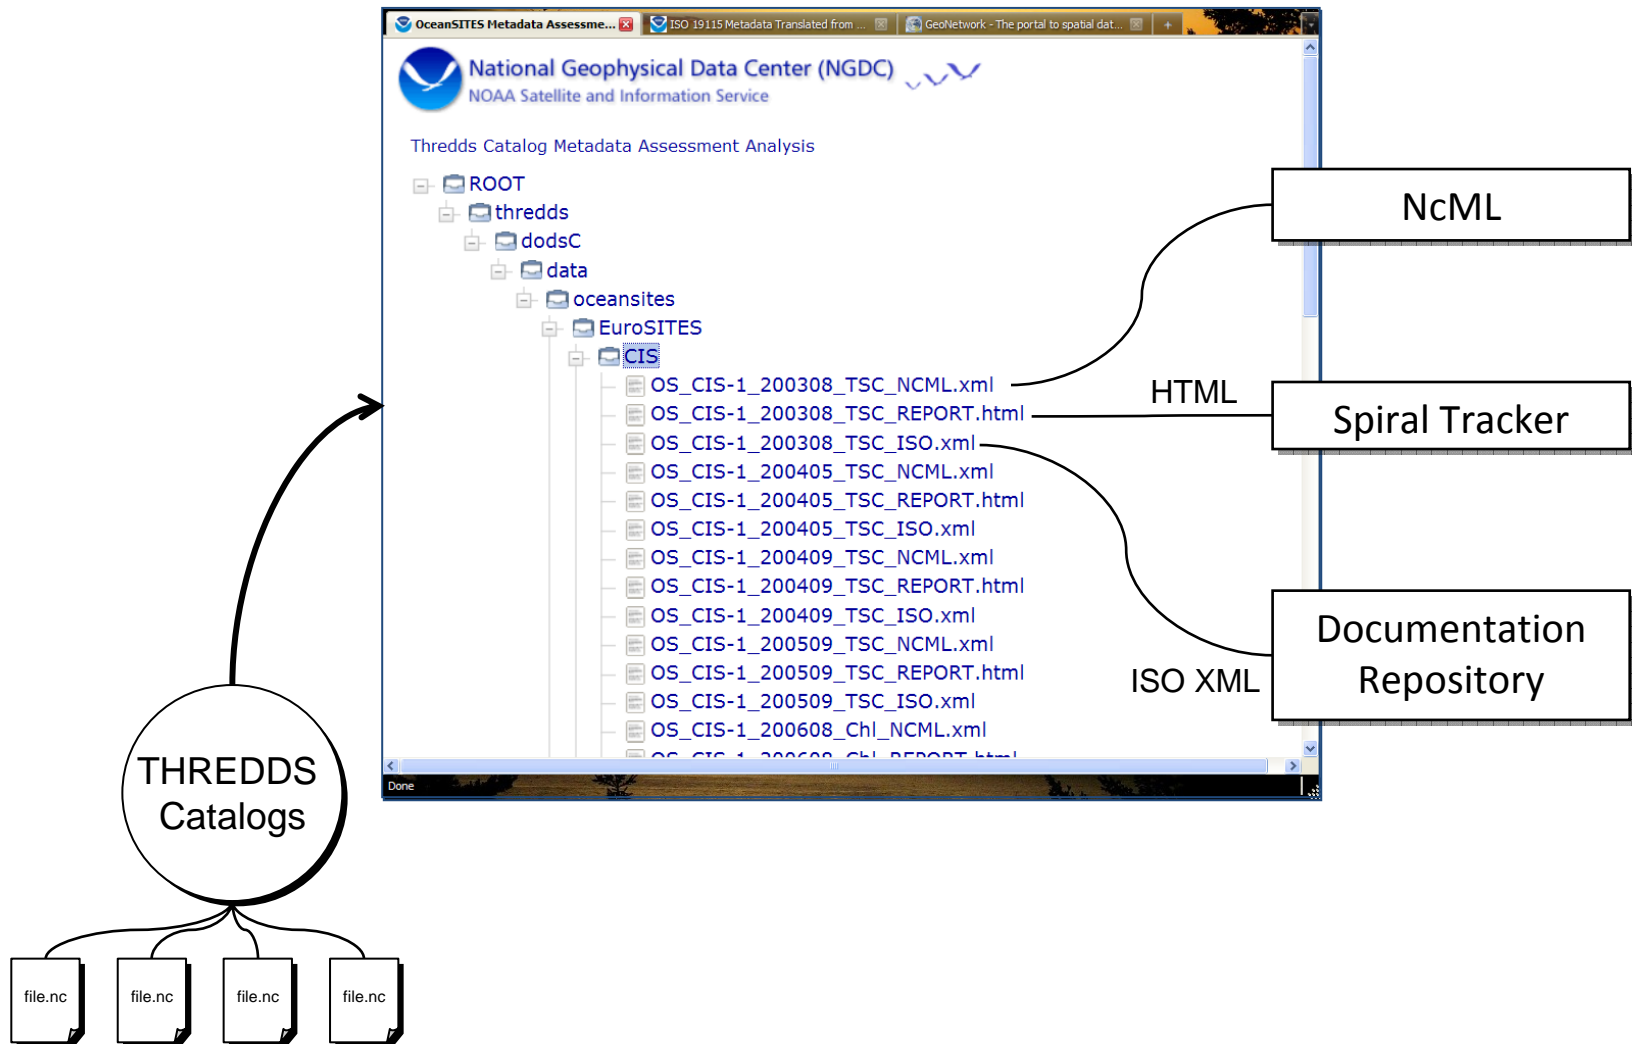 OceanSITES Metadata Assessme...
ISO 19115 Metadata Translated from ...
GeoNetwork - The portal to spatial dat...
National Geophysical Data Center (NGDC)
NOAA Satellite and Information Service
Thredds Catalog Metadata Assessment Analysis
ROOT
thredds
dodsC
data
oceansites
EuroSITES
CIS
OS_CIS-1_200308_TSC_NCML.xml
OS_CIS-1_200308_TSC_REPORT.html
OS_CIS-1_200308_TSC_ISO.xml
OS_CIS-1_200405_TSC_NCML.xml
OS_CIS-1_200405_TSC_REPORT.html
OS_CIS-1_200405_TSC_ISO.xml
OS_CIS-1_200409_TSC_NCML.xml
OS_CIS-1_200409_TSC_REPORT.html
OS_CIS-1_200409_TSC_ISO.xml
OS_CIS-1_200509_TSC_NCML.xml
OS_CIS-1_200509_TSC_REPORT.html
OS_CIS-1_200509_TSC_ISO.xml
OS_CIS-1_200608_Chl_NCML.xml
OS_CIS-1_200608_Chl_REPORT.html
Done
NcML
HTML
Spiral Tracker
ISO XML
Documentation
Repository
THREDDS
Catalogs
file.nc
file.nc
file.nc
file.nc